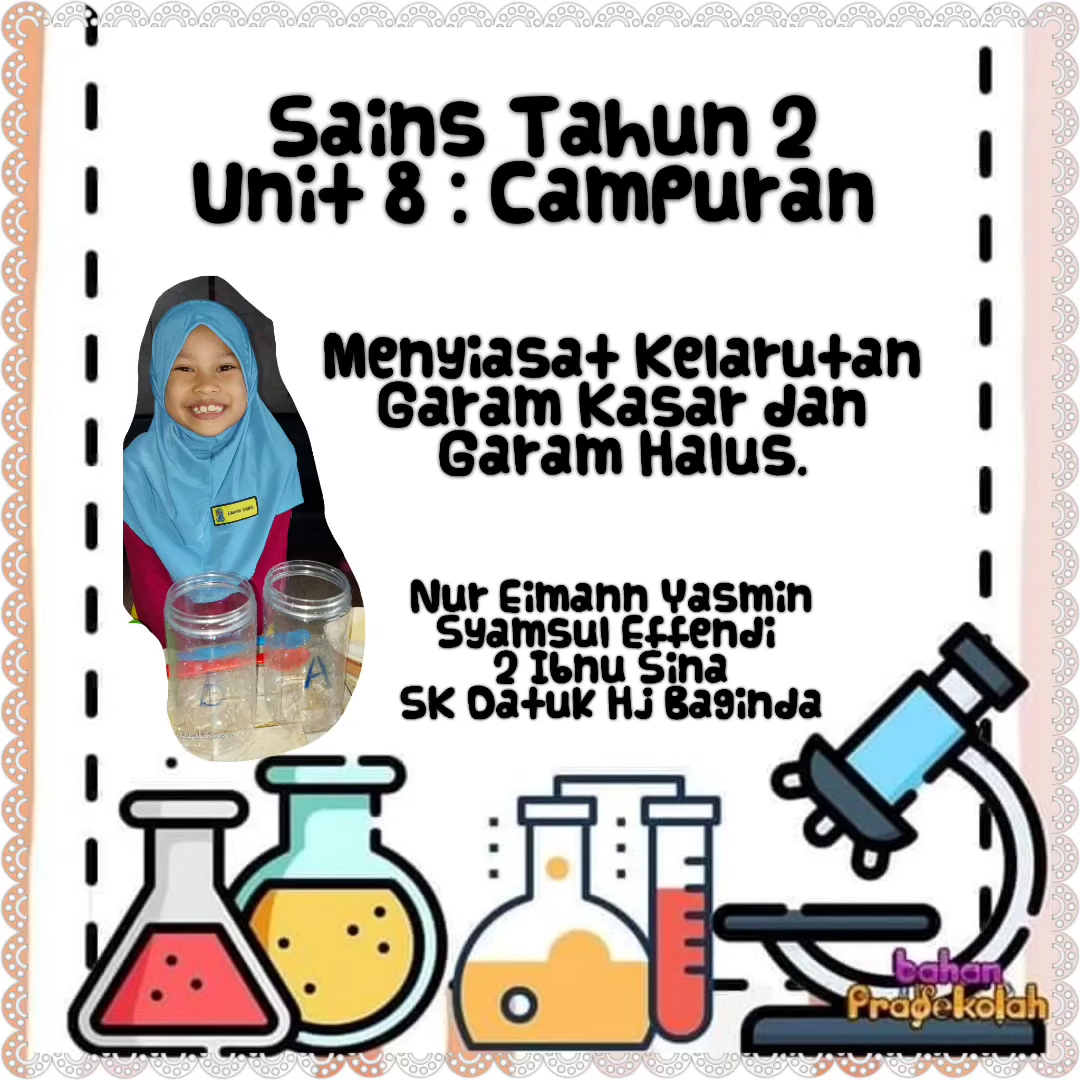 Sains Tahun 2
Unit 8 : Campuran
Menyiasat Kelarutan
Garam Kasar dan
Garam Halus.
A
Nur Eimann Yasmin
Syamsul Effendi
2 Ibnu Sina
SK Datuk Hj Baginda
bahan
Prasekolah